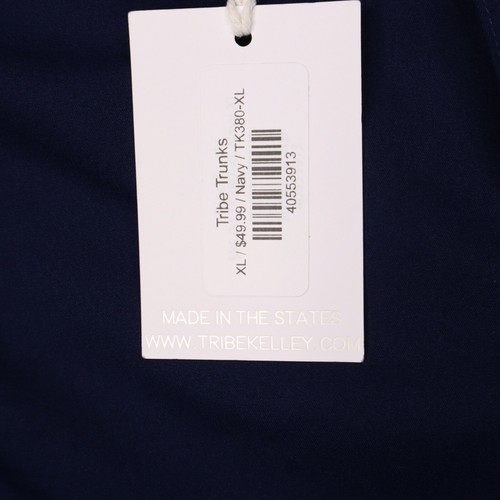 Tribe Trunks
XL / $49.99 / Navy / TK380-XL
40553913
MADE IN THE STATES
WWW.TRIBEKELLEY.COM